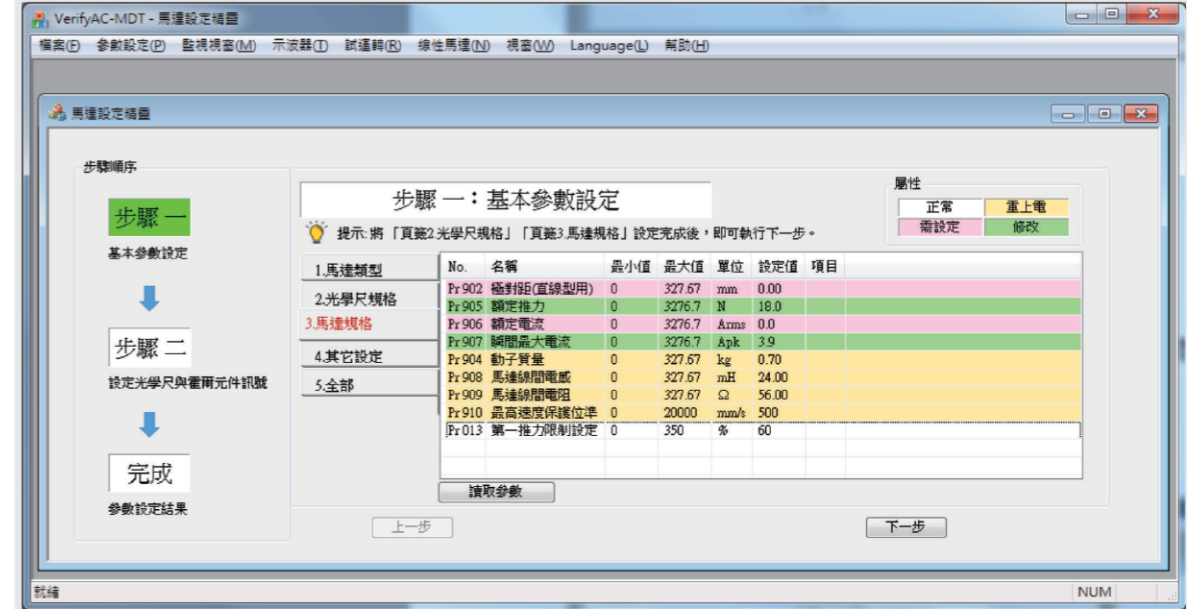 VerifyAC-MDT - 馬達設定精靈
檔案(F) 參數設定(P) 監視視窗(M) 示波器(T) 試運轉(R) 線性馬達(N) 視窗(W) Language(L) 幫助(H)
馬達設定精靈
步驟順序
步驟一
基本參數設定
步驟二
設定光學尺與霍爾元件訊號
完成
參數設定結果
步驟一：基本參數設定
屬性
正常 重上電
需設定 修改
提示: 將「頁籤2.光學尺規格」「頁籤3.馬達規格」設定完成後，即可執行下一步。
1.馬達類型
2.光學尺規格
3.馬達規格
4.其它設定
5.全部
No. 名稱 最小值 最大值 單位 設定值 項目
Pr 902 極對距(直線型用) 0 327.67 mm 0.00
Pr 905 額定推力 0 3276.7 N 18.0
Pr 906 額定電流 0 3276.7 Arms 0.0
Pr 907 瞬間最大電流 0 3276.7 Apk 3.9
Pr 904 動子質量 0 327.67 kg 0.70
Pr 908 馬達線間電感 0 327.67 mH 24.00
Pr 909 馬達線間電阻 0 327.67 Ω 56.00
Pr 910 最高速度保護位準 0 20000 mm/s 500
Pr 013 第一推力限制設定 0 350 % 60
讀取參數
上一步 下一步
就緒 NUM